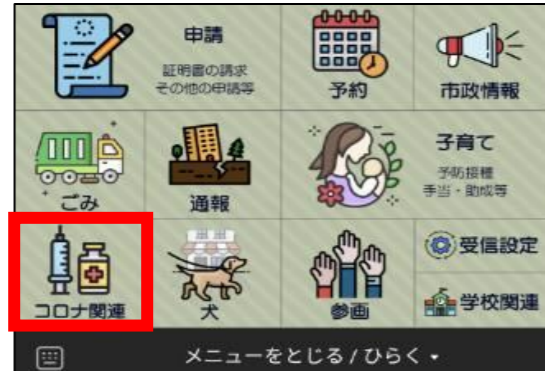 申請
証明書の請求
その他の申請等
予約
市政情報
ごみ
通報
子育て
予防接種
手当・助成等
コロナ関連
犬
参画
受信設定
学校関連
メニューをとじる / ひらく